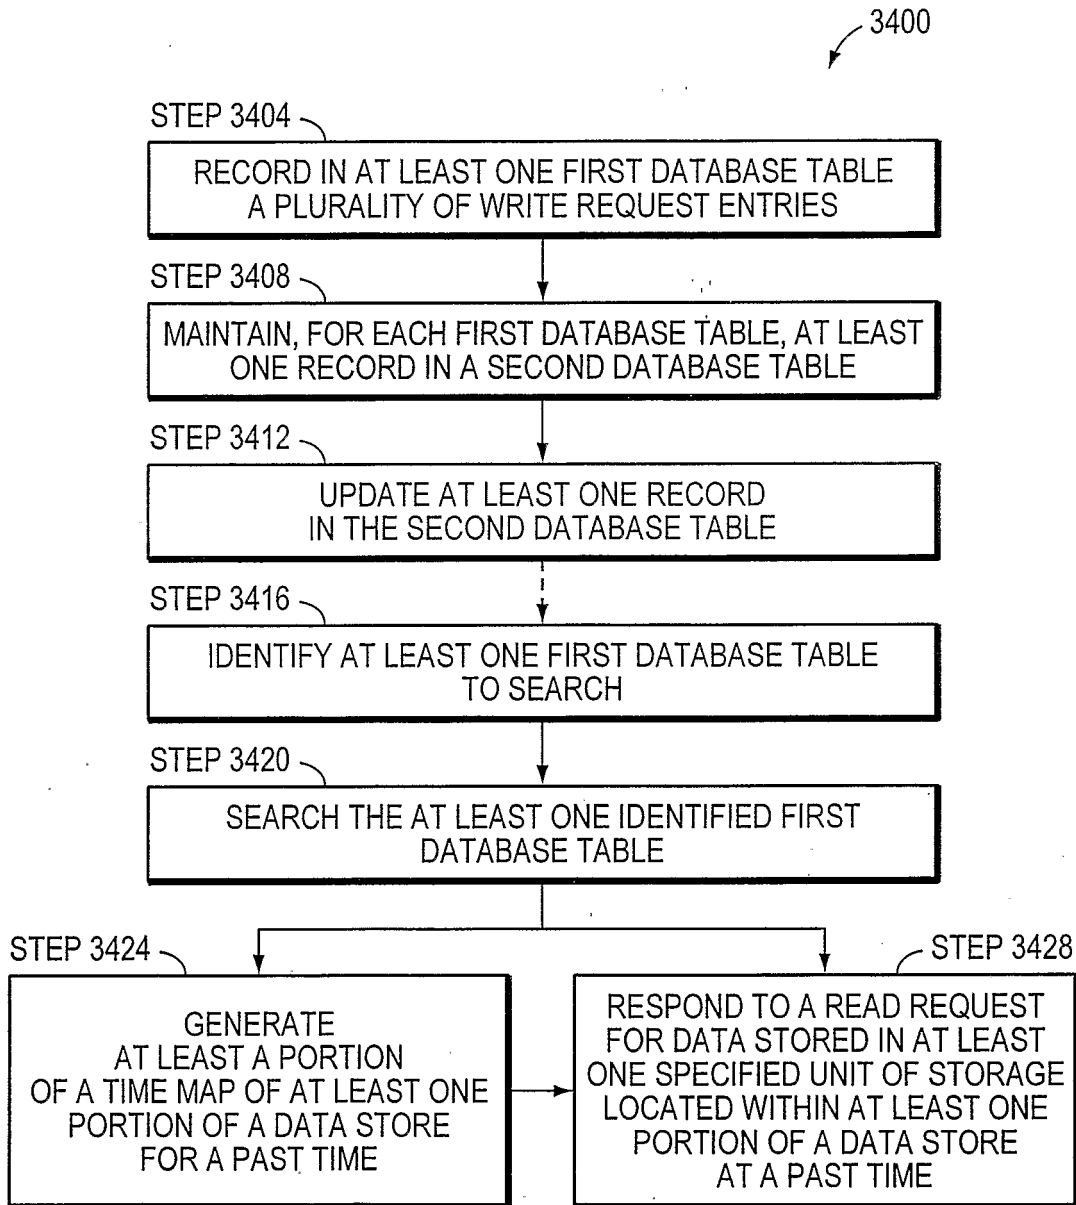 3400
STEP 3404
RECORD IN AT LEAST ONE FIRST DATABASE TABLE
A PLURALITY OF WRITE REQUEST ENTRIES
STEP 3408
MAINTAIN, FOR EACH FIRST DATABASE TABLE, AT LEAST
ONE RECORD IN A SECOND DATABASE TABLE
STEP 3412
UPDATE AT LEAST ONE RECORD
IN THE SECOND DATABASE TABLE
STEP 3416
IDENTIFY AT LEAST ONE FIRST DATABASE TABLE
TO SEARCH
STEP 3420
SEARCH THE AT LEAST ONE IDENTIFIED FIRST
DATABASE TABLE
STEP 3424
GENERATE
AT LEAST A PORTION
OF A TIME MAP OF AT LEAST ONE
PORTION OF A DATA STORE
FOR A PAST TIME
STEP 3428
RESPOND TO A READ REQUEST
FOR DATA STORED IN AT LEAST
ONE SPECIFIED UNIT OF STORAGE
LOCATED WITHIN AT LEAST ONE
PORTION OF A DATA STORE
AT A PAST TIME